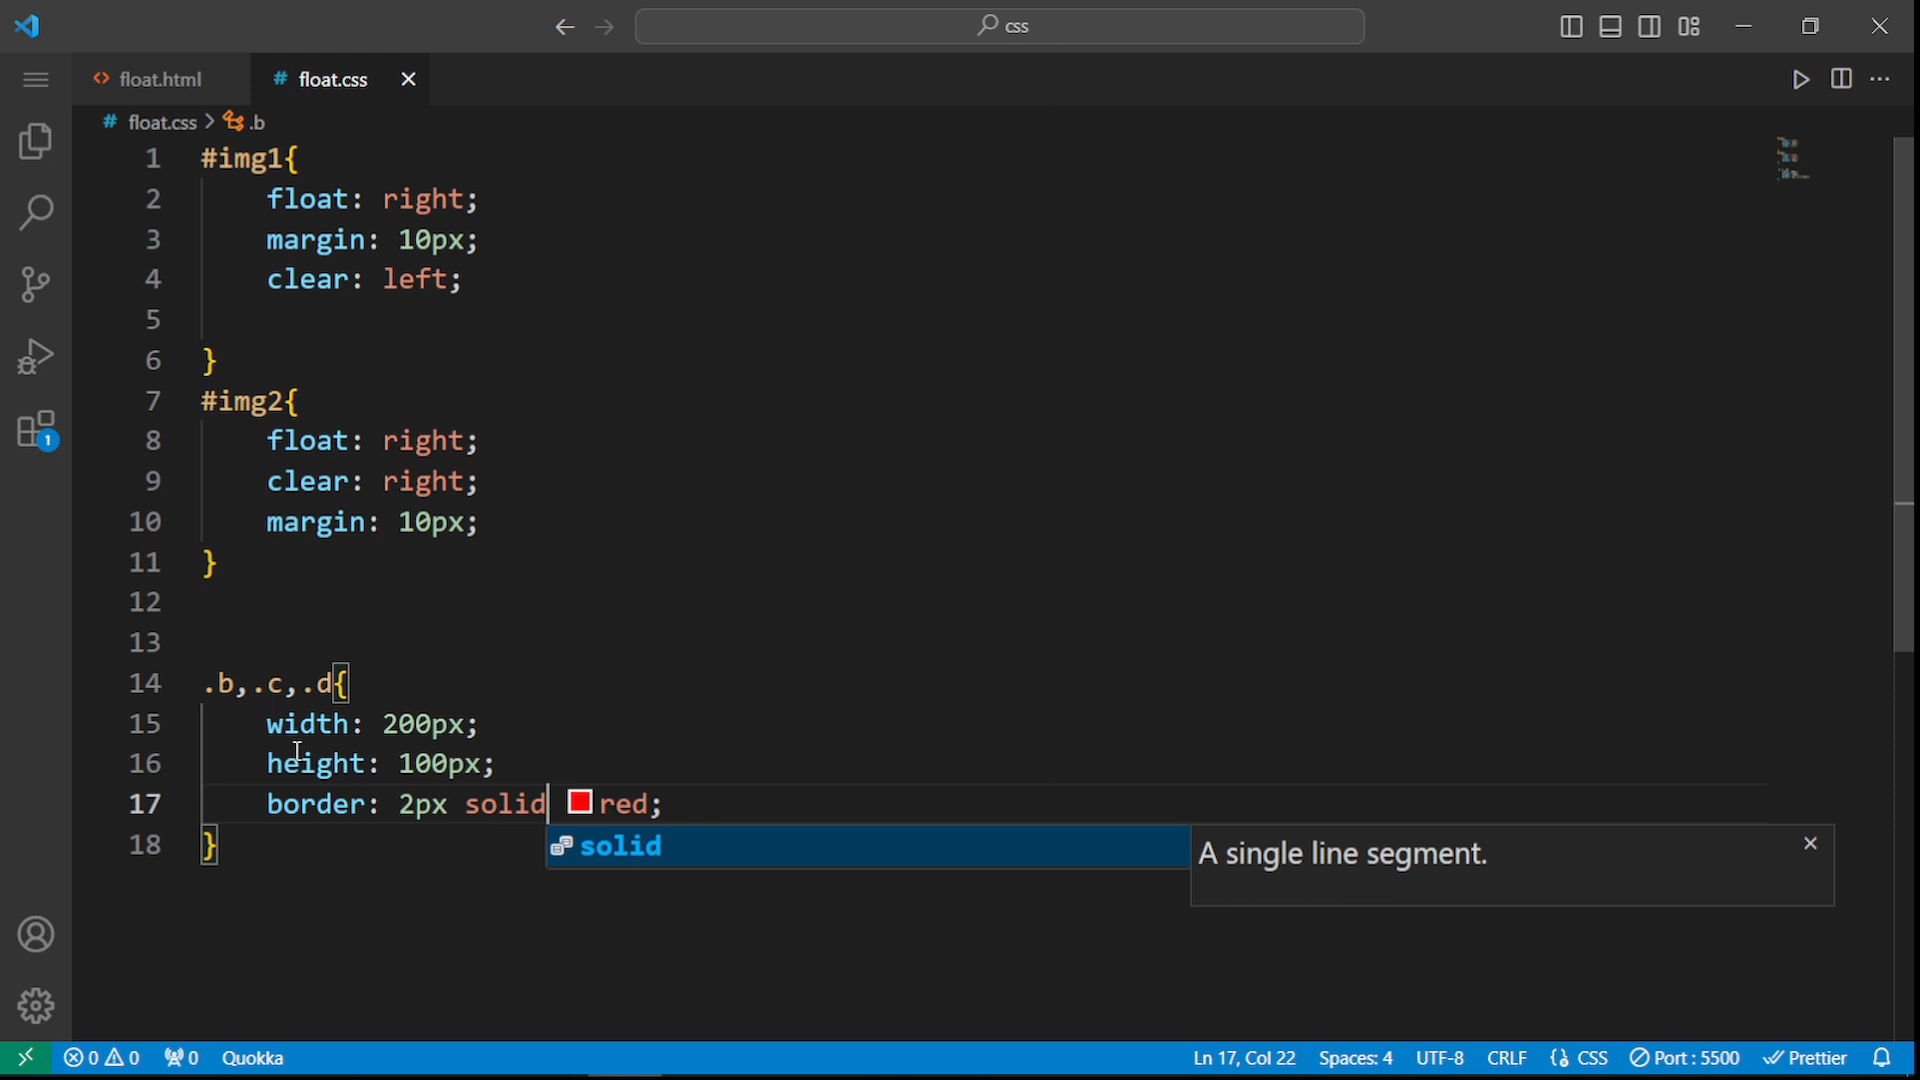 css
float.html
# float.css
# float.css > .b
1 #img1{
2 float: right;
3 margin: 10px;
4 clear: left;
5
6 }
7 #img2{
8 float: right;
9 clear: right;
10 margin: 10px;
11 }
12
13
14 .b,.c,.d{
15 width: 200px;
16 height: 100px;
17 border: 2px solid red;
18 }
solid
A single line segment.
1
0 0 0 Quokka Ln 17, Col 22 Spaces: 4 UTF-8 CRLF CSS Port : 5500 Prettier